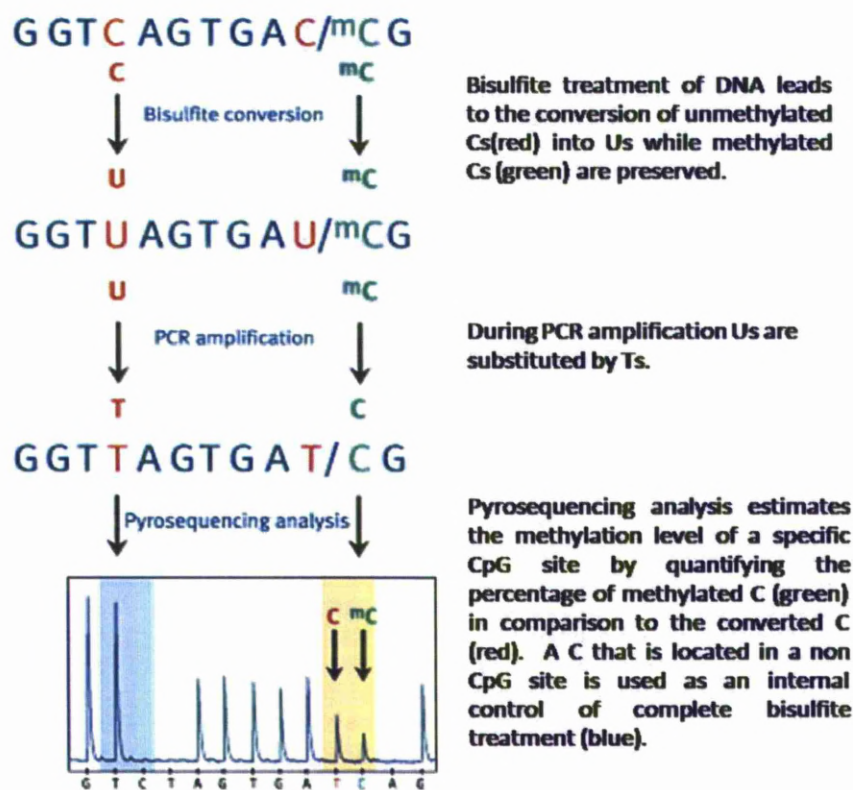 GGTCAGTGAC/mCG
C mC
Bisulfite conversion
U mC
GGTUAGTGAU/mCG
U mC
PCR amplification
T C
GGTTAGTGAT/CG
Pyrosequencing analysis
C mC
G T C T A G T G A T C A G
Bisulfite treatment of DNA leads
to the conversion of unmethylated
Cs(red) into Us while methylated
Cs (green) are preserved.
During PCR amplification Us are
substituted by Ts.
Pyrosequencing analysis estimates
the methylation level of a specific
CpG site by quantifying the
percentage of methylated C (green)
in comparison to the converted C
(red). A C that is located in a non
CpG site is used as an internal
control of complete bisulfite
treatment (blue).